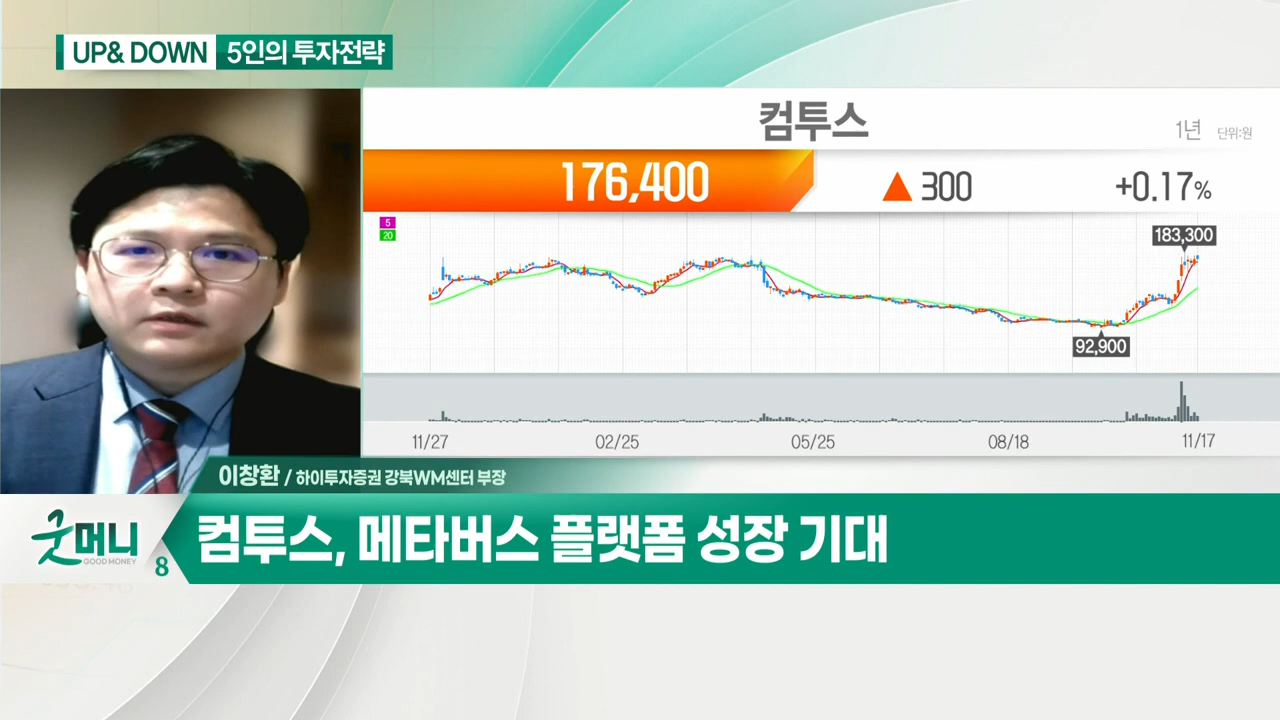 UP& DOWN 5인의 투자전략
컴투스
1년 단위:원
176,400 ▲ 300 +0.17%
5
20
183,300
92,900
11/27 02/25 05/25 08/18 11/17
이창환 / 하이투자증권 강북WM센터 부장
굿머니
GOOD MONEY
8
컴투스, 메타버스 플랫폼 성장 기대